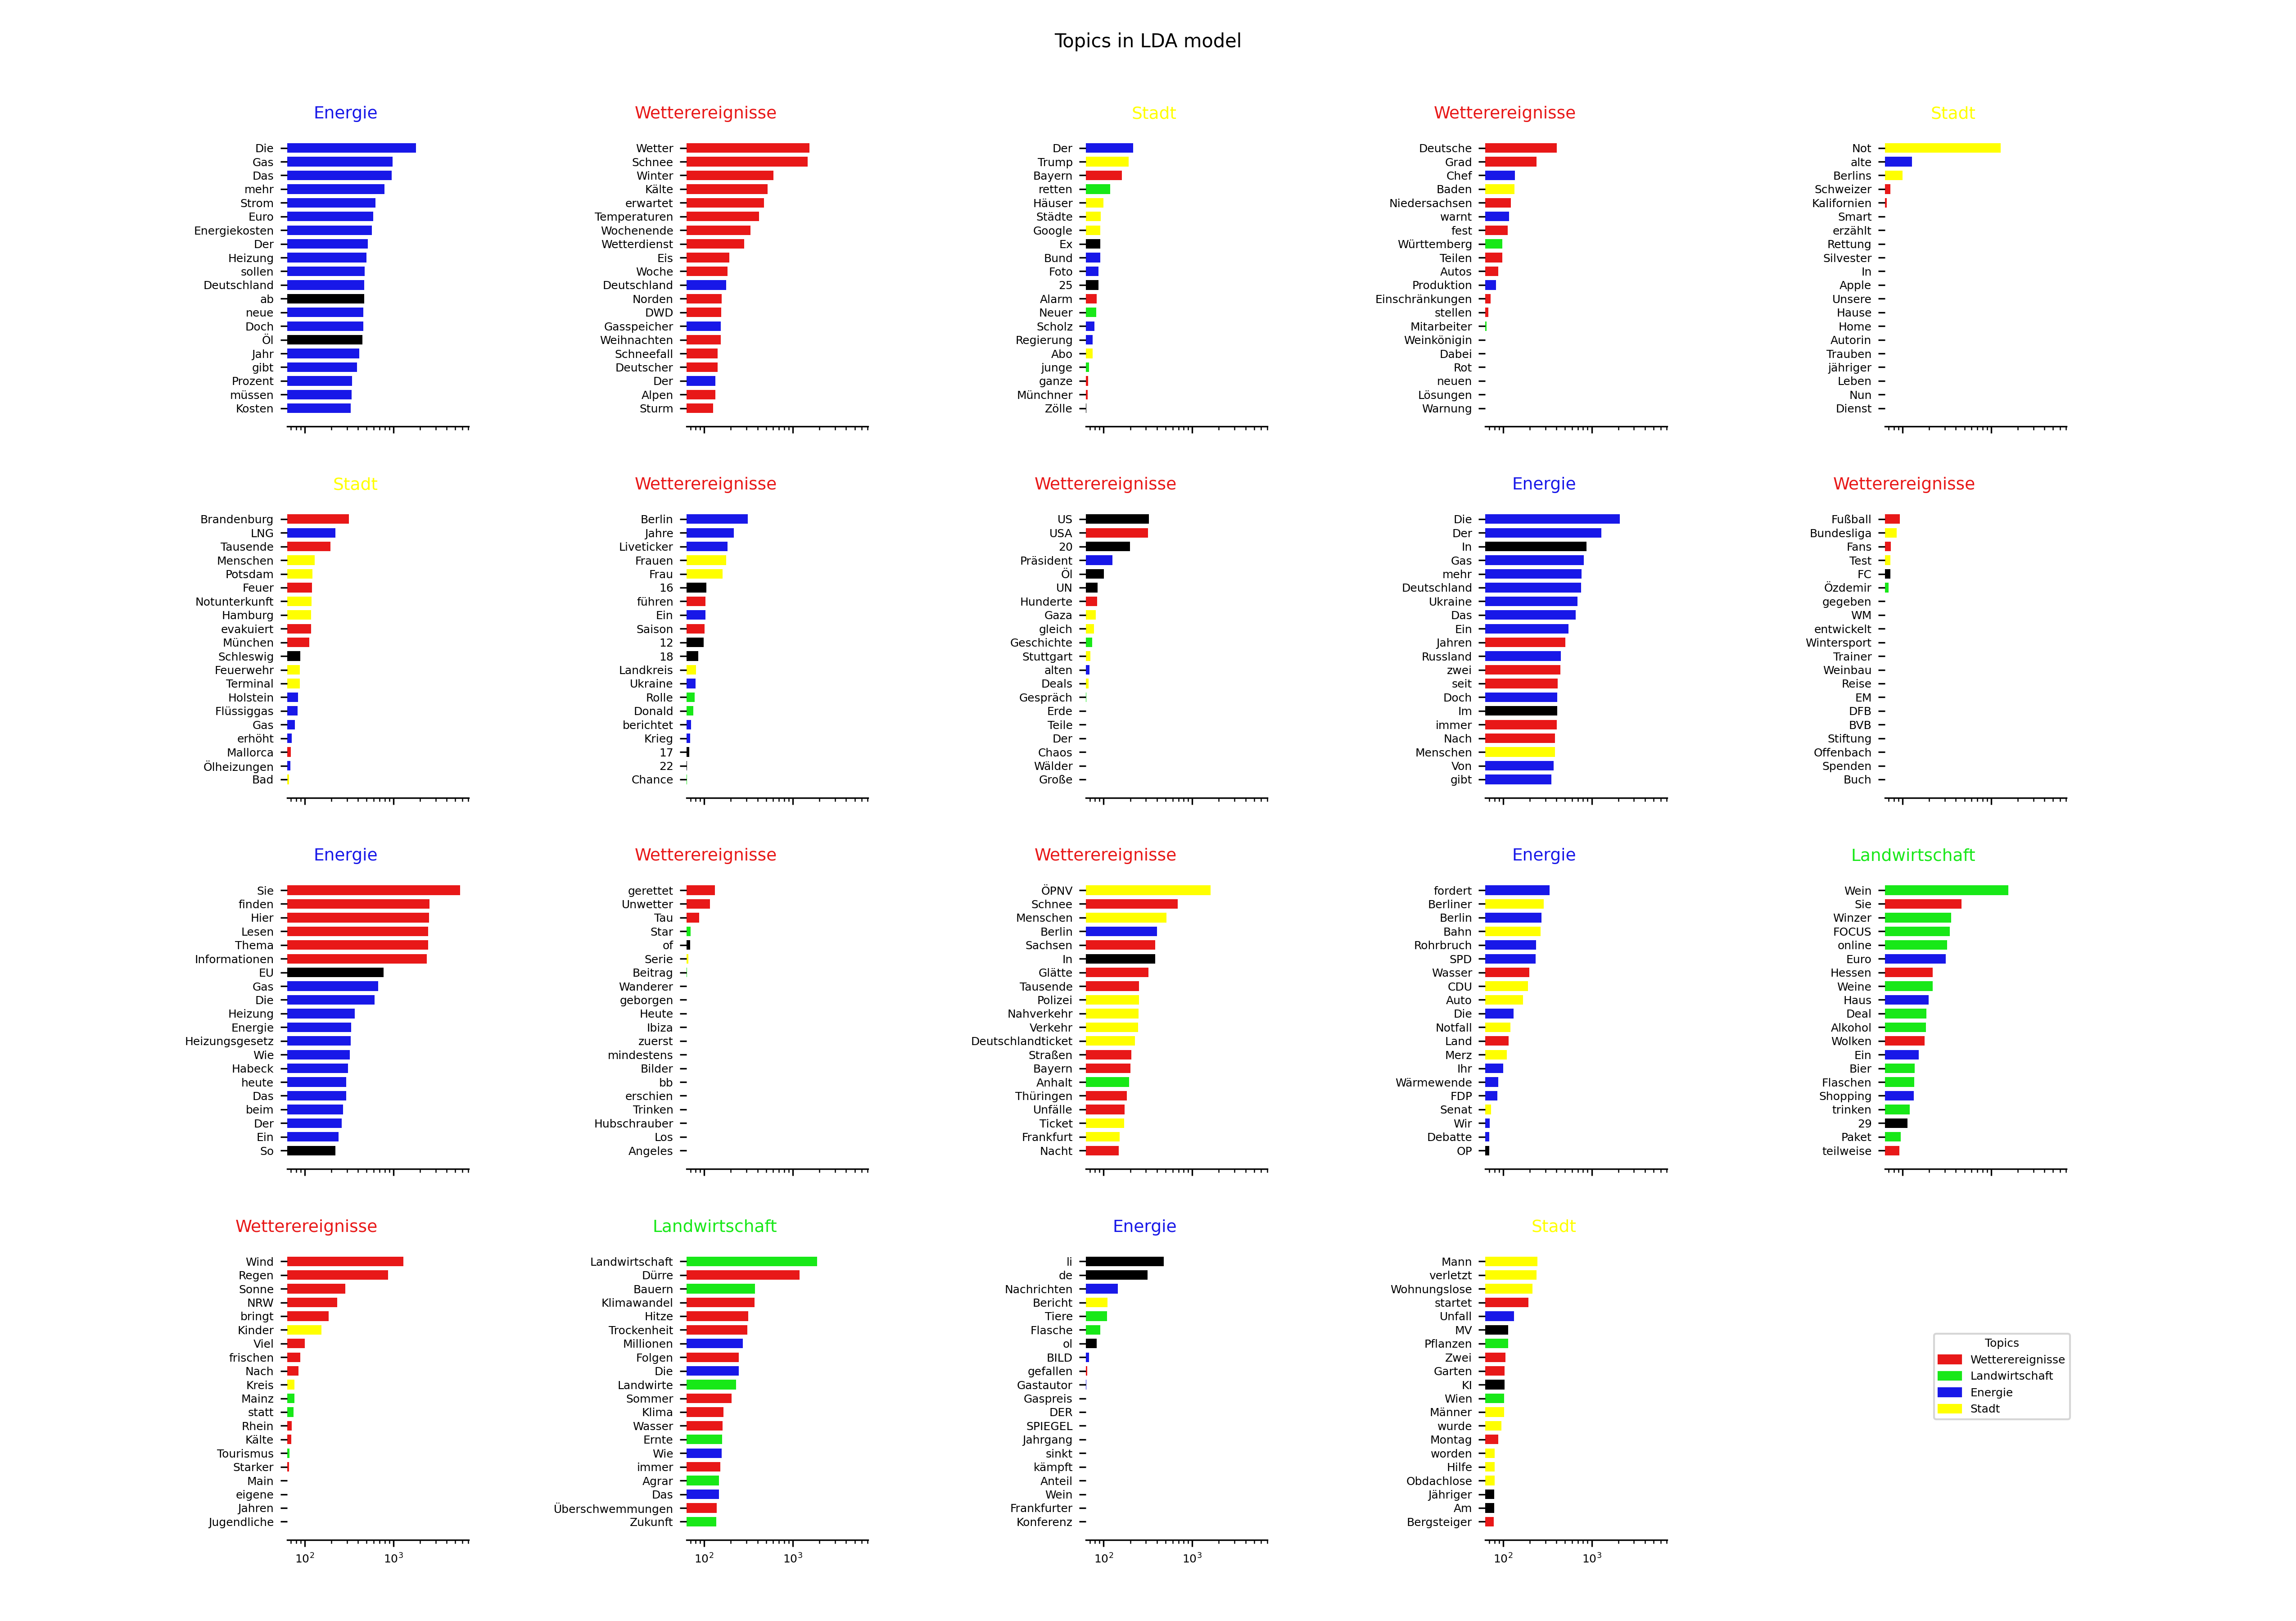 Topics in LDA model
Energie
Die
Gas
Das
mehr
Strom
Euro
Energiekosten
Der
Heizung
sollen
Deutschland
ab
neue
Doch
Öl
Jahr
gibt
Prozent
müssen
Kosten
Wetterereignisse
Wetter
Schnee
Winter
Kälte
erwartet
Temperaturen
Wochenende
Wetterdienst
Eis
Woche
Deutschland
Norden
DWD
Gasspeicher
Weihnachten
Schneefall
Deutscher
Der
Alpen
Sturm
Stadt
Der
Trump
Bayern
retten
Häuser
Städte
Google
Ex
Bund
Foto
25
Alarm
Neuer
Scholz
Regierung
Abo
junge
ganze
Münchner
Zölle
Wetterereignisse
Deutsche
Grad
Chef
Baden
Niedersachsen
warnt
fest
Württemberg
Teilen
Autos
Produktion
Einschränkungen
stellen
Mitarbeiter
Weinkönigin
Dabei
Rot
neuen
Lösungen
Warnung
Stadt
Not
alte
Berlins
Schweizer
Kalifornien
Smart
erzählt
Rettung
Silvester
In
Apple
Unsere
Hause
Home
Autorin
Trauben
jähriger
Leben
Nun
Dienst
Stadt
Brandenburg
LNG
Tausende
Menschen
Potsdam
Feuer
Notunterkunft
Hamburg
evakuiert
München
Schleswig
Feuerwehr
Terminal
Holstein
Flüssiggas
Gas
erhöht
Mallorca
Ölheizungen
Bad
Wetterereignisse
Berlin
Jahre
Liveticker
Frauen
Frau
16
führen
Ein
Saison
12
18
Landkreis
Ukraine
Rolle
Donald
berichtet
Krieg
17
22
Chance
Wetterereignisse
US
USA
20
Präsident
Öl
UN
Hunderte
Gaza
gleich
Geschichte
Stuttgart
alten
Deals
Gespräch
Erde
Teile
Der
Chaos
Wälder
Große
Energie
Die
Der
In
Gas
mehr
Deutschland
Ukraine
Das
Ein
Jahren
Russland
zwei
seit
Doch
Im
immer
Nach
Menschen
Von
gibt
Wetterereignisse
Fußball
Bundesliga
Fans
Test
FC
Özdemir
gegeben
WM
entwickelt
Wintersport
Trainer
Weinbau
Reise
EM
DFB
BVB
Stiftung
Offenbach
Spenden
Buch
Energie
Sie
finden
Hier
Lesen
Thema
Informationen
EU
Gas
Die
Heizung
Energie
Heizungsgesetz
Wie
Habeck
heute
Das
beim
Der
Ein
So
Wetterereignisse
gerettet
Unwetter
Tau
Star
of
Serie
Beitrag
Wanderer
geborgen
Heute
Ibiza
zuerst
mindestens
Bilder
bb
erschien
Trinken
Hubschrauber
Los
Angeles
Wetterereignisse
ÖPNV
Schnee
Menschen
Berlin
Sachsen
In
Glätte
Tausende
Polizei
Nahverkehr
Verkehr
Deutschlandticket
Straßen
Bayern
Anhalt
Thüringen
Unfälle
Ticket
Frankfurt
Nacht
Energie
fordert
Berliner
Berlin
Bahn
Rohrbruch
SPD
Wasser
CDU
Auto
Die
Notfall
Land
Merz
Ihr
Wärmewende
FDP
Senat
Wir
Debatte
OP
Landwirtschaft
Wein
Sie
Winzer
FOCUS
online
Euro
Hessen
Weine
Haus
Deal
Alkohol
Wolken
Ein
Bier
Flaschen
Shopping
trinken
29
Paket
teilweise
Wetterereignisse
Wind
Regen
Sonne
NRW
bringt
Kinder
Viel
frischen
Nach
Kreis
Mainz
statt
Rhein
Kälte
Tourismus
Starker
Main
eigene
Jahren
Jugendliche
10² 10³
Landwirtschaft
Landwirtschaft
Dürre
Bauern
Klimawandel
Hitze
Trockenheit
Millionen
Folgen
Die
Landwirte
Sommer
Klima
Wasser
Ernte
Wie
immer
Agrar
Das
Überschwemmungen
Zukunft
10² 10³
Energie
li
de
Nachrichten
Bericht
Tiere
Flasche
ol
BILD
gefallen
Gastautor
Gaspreis
DER
SPIEGEL
Jahrgang
sinkt
kämpft
Anteil
Wein
Frankfurter
Konferenz
10² 10³
Stadt
Mann
verletzt
Wohnungslose
startet
Unfall
MV
Pflanzen
Zwei
Garten
KI
Wien
Männer
wurde
Montag
worden
Hilfe
Obdachlose
Jähriger
Am
Bergsteiger
10² 10³
Topics
Wetterereignisse
Landwirtschaft
Energie
Stadt